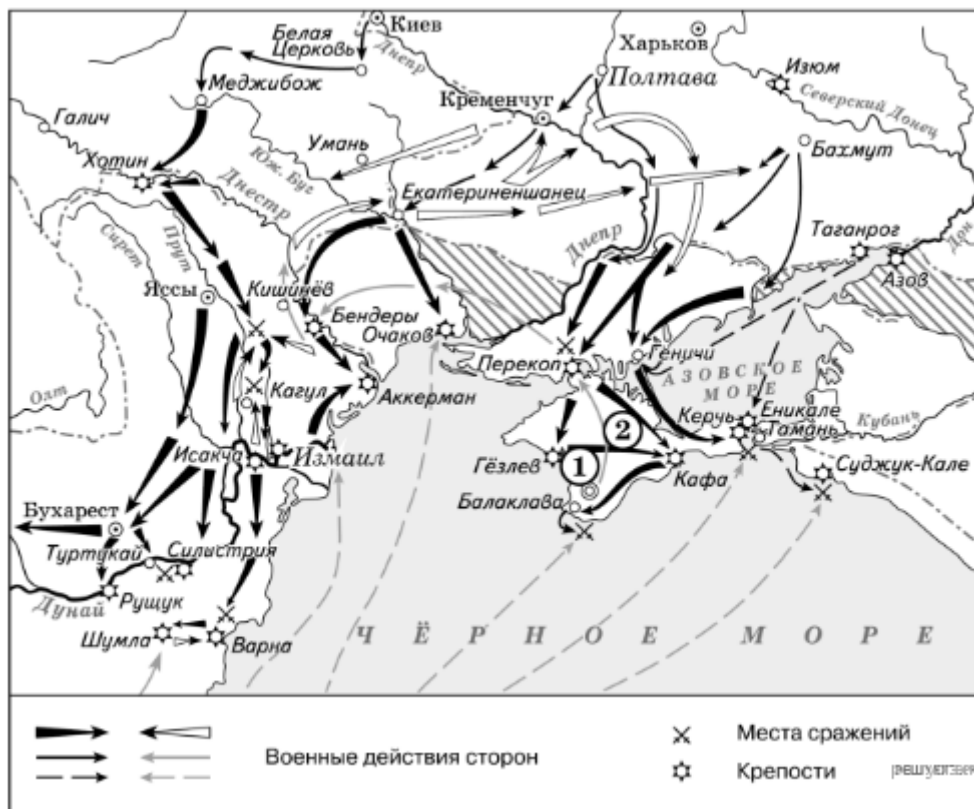 Киев
Белая
Церковь
Днепр
Харьков
Полтава
Изюм
Северский Донец
Меджибож
Кременчуг
Галич
Умань
Бахмут
Хотин
Юж. Буг
Днестр
Екатериненшанец
Днепр
Таганрог
Дон
Азов
Сирет
Прут
Яссы
Кишинёв
Бендеры
Очаков
Перекоп
Геничи
АЗОВСКОЕ
МОРЕ
Олт
Кагул
Аккерман
Керчь
Еникале
Тамань
Кубань
2
Исакча
Измаил
Гёзлев
1
Кафа
Суджук-Кале
Балаклава
Бухарест
Туртукай
Силистрия
Дунай
Рущук
Шумла
Варна
ЧЁРНОЕ МОРЕ
Военные действия сторон
Места сражений
Крепости